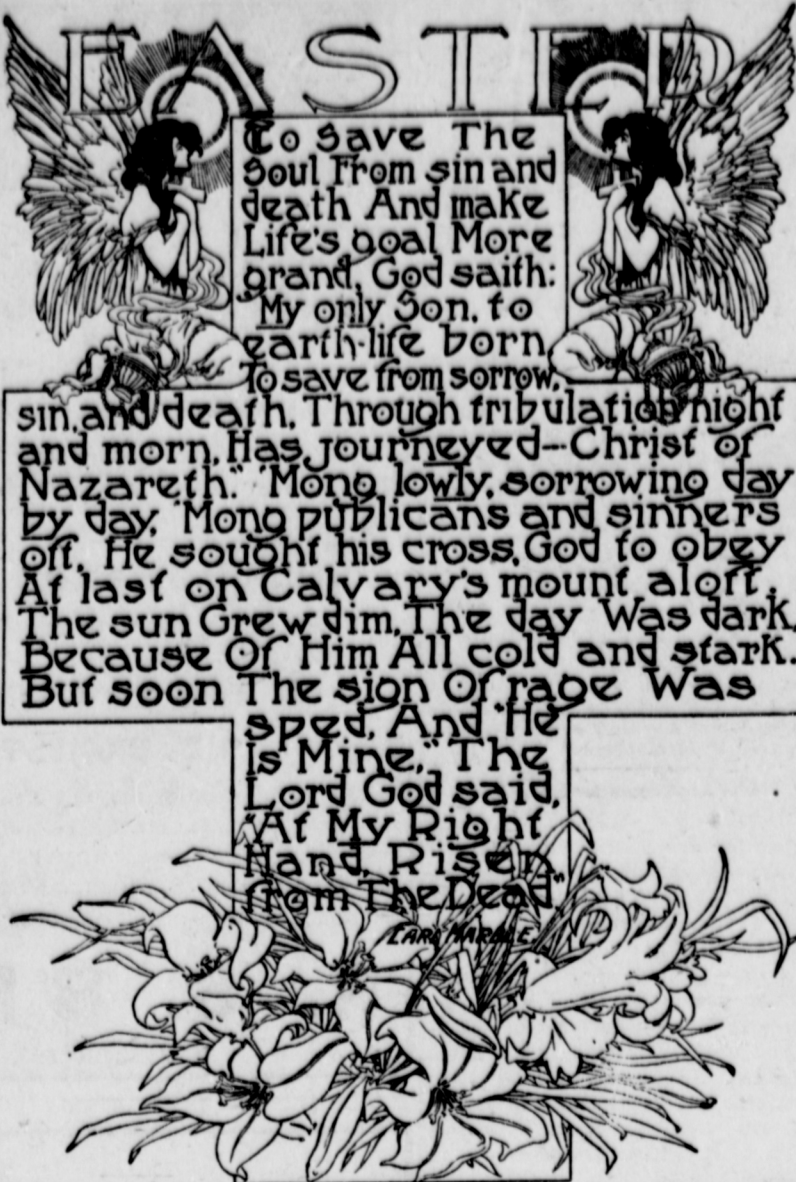 EASTER
To Save The
Soul From sin and
death And make
Life's goal More
grand, God saith:
"My only Son, to
earth-life born,
To save from sorrow,
sin, and death, Through tribulation night
and morn, Has journeyed--Christ of
Nazareth." 'Mong lowly, sorrowing day
by day, 'Mong publicans and sinners
oft, He sought his cross, God to obey
At last on Calvary's mount aloft.
The sun Grew dim, The day Was dark,
Because Of Him All cold and stark.
But soon The sign Of rage Was
sped, And "He
Is Mine," The
Lord God said,
"At My Right
Hand, Risen
from The Dead"
EARL MARBLE